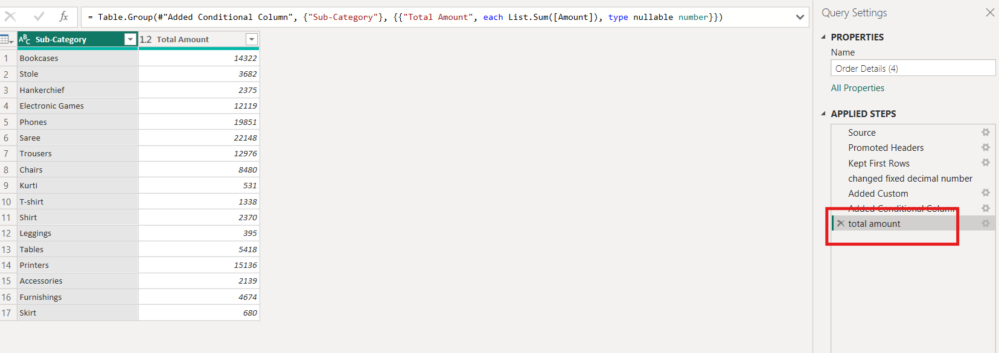 fx = Table.Group(#"Added Conditional Column", {"Sub-Category"}, {{"Total Amount", each List.Sum([Amount]), type nullable number}})
ABC Sub-Category 1.2 Total Amount
1 Bookcases 14322
2 Stole 3682
3 Hankerchief 2375
4 Electronic Games 12119
5 Phones 19851
6 Saree 22148
7 Trousers 12976
8 Chairs 8480
9 Kurti 531
10 T-shirt 1338
11 Shirt 2370
12 Leggings 395
13 Tables 5418
14 Printers 15136
15 Accessories 2139
16 Furnishings 4674
17 Skirt 680
Query Settings
PROPERTIES
Name
Order Details (4)
All Properties
APPLIED STEPS
Source
Promoted Headers
Kept First Rows
changed fixed decimal number
Added Custom
Added Conditional Column
total amount